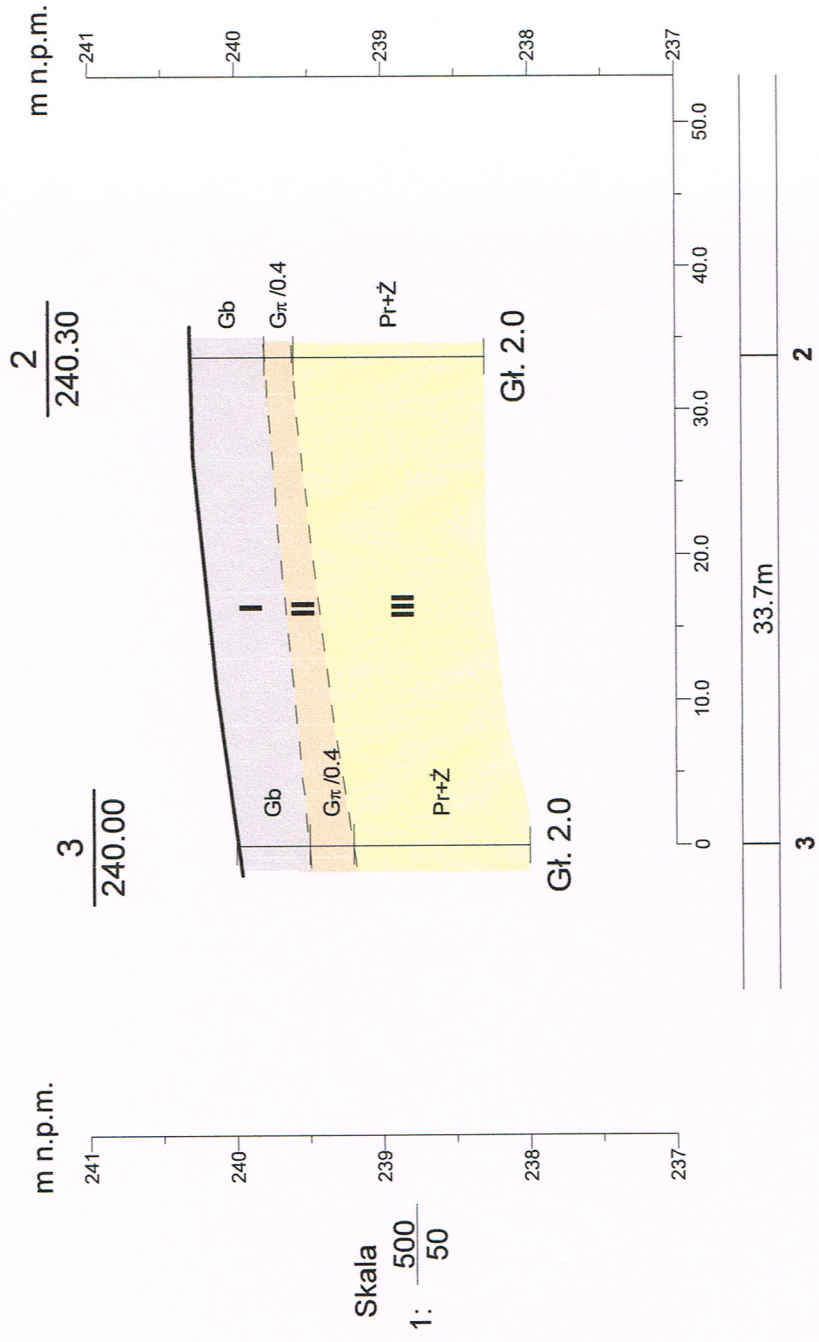 m n.p.m.
241
240
239
238
237
Skala
1: 500
50
3
240.00
Gb
Gπ/0.4
Pr+Ż
Gł. 2.0
I
II
III
2
240.30
Gb
Gπ/0.4
Pr+Ż
Gł. 2.0
m n.p.m.
241
240
239
238
237
0
10.0
20.0
30.0
40.0
50.0
33.7m
3
2